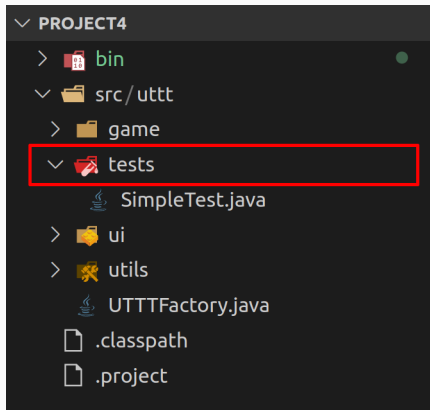 PROJECT4
bin
src/uttt
game
tests
SimpleTest.java
ui
utils
UTTTFactory.java
.classpath
.project